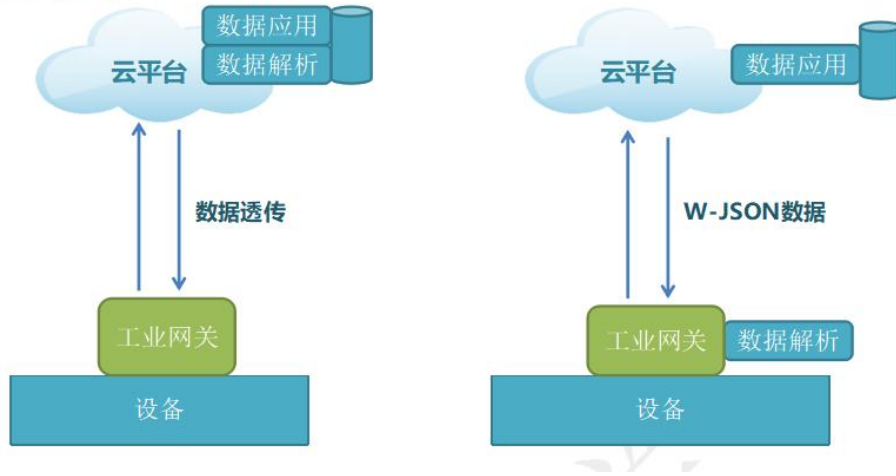 数据应用
云平台
数据解析
数据透传
工业网关
设备
云平台
数据应用
W-JSON数据
工业网关
数据解析
设备